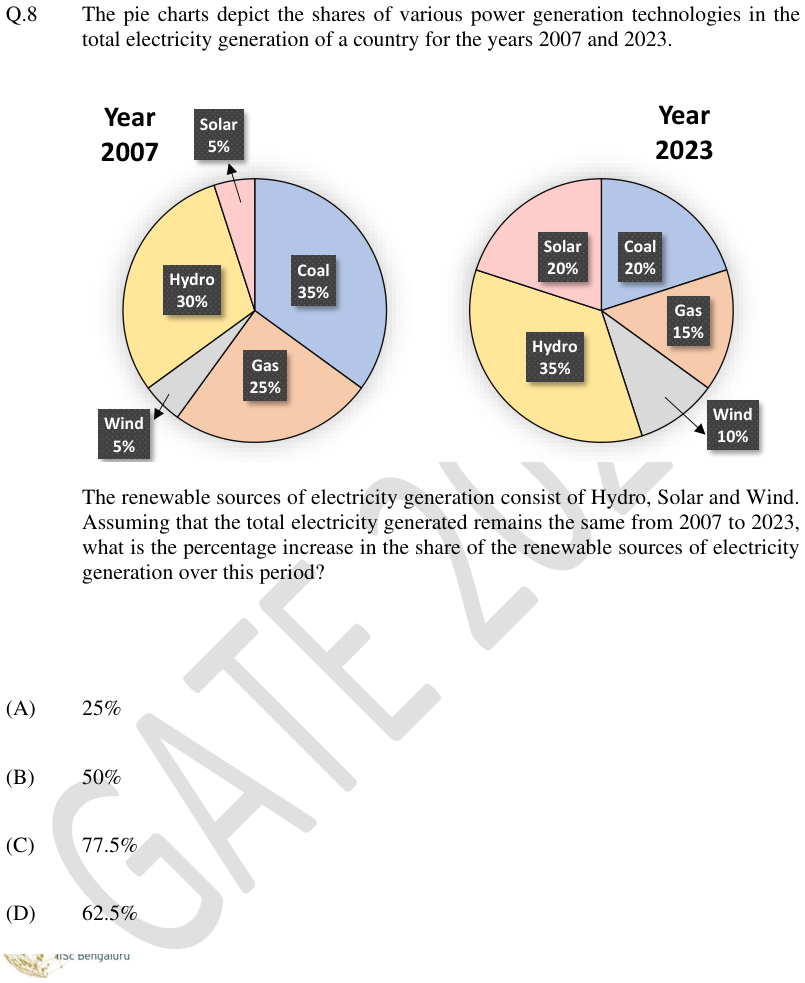 Q.8 The pie charts depict the shares of various power generation technologies in the
total electricity generation of a country for the years 2007 and 2023.
Year
2007
Solar
5%
Coal
35%
Hydro
30%
Gas
25%
Wind
5%
Year
2023
Solar
20%
Coal
20%
Gas
15%
Hydro
35%
Wind
10%
The renewable sources of electricity generation consist of Hydro, Solar and Wind.
Assuming that the total electricity generated remains the same from 2007 to 2023,
what is the percentage increase in the share of the renewable sources of electricity
generation over this period?
(A) 25%
(B) 50%
(C) 77.5%
(D) 62.5%
GATE 202
IISc Bengaluru